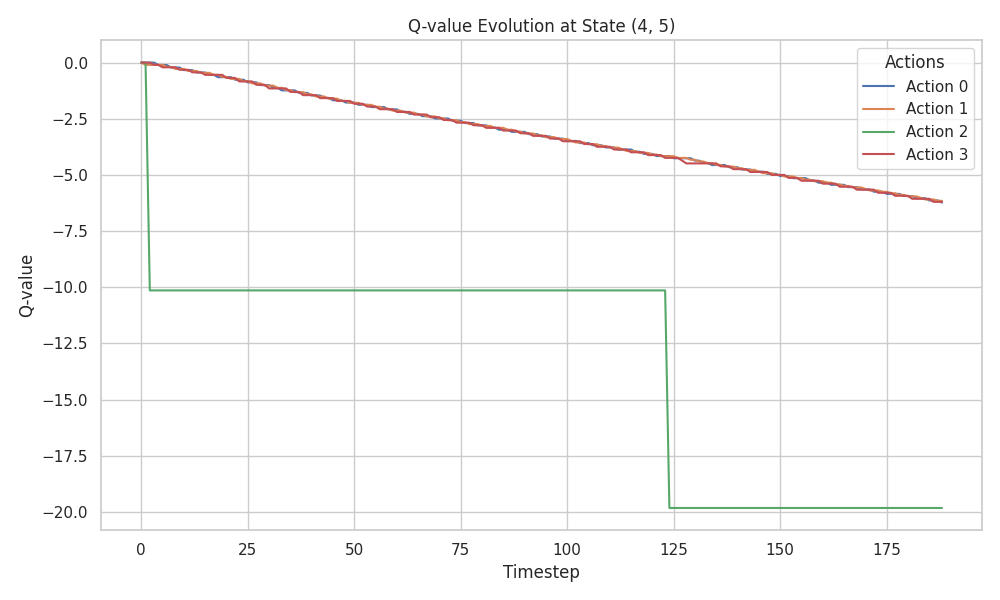 Q-value Evolution at State (4, 5)
Actions
Action 0
Action 1
Action 2
Action 3
Q-value
0.0
−2.5
−5.0
−7.5
−10.0
−12.5
−15.0
−17.5
−20.0
0 25 50 75 100 125 150 175
Timestep